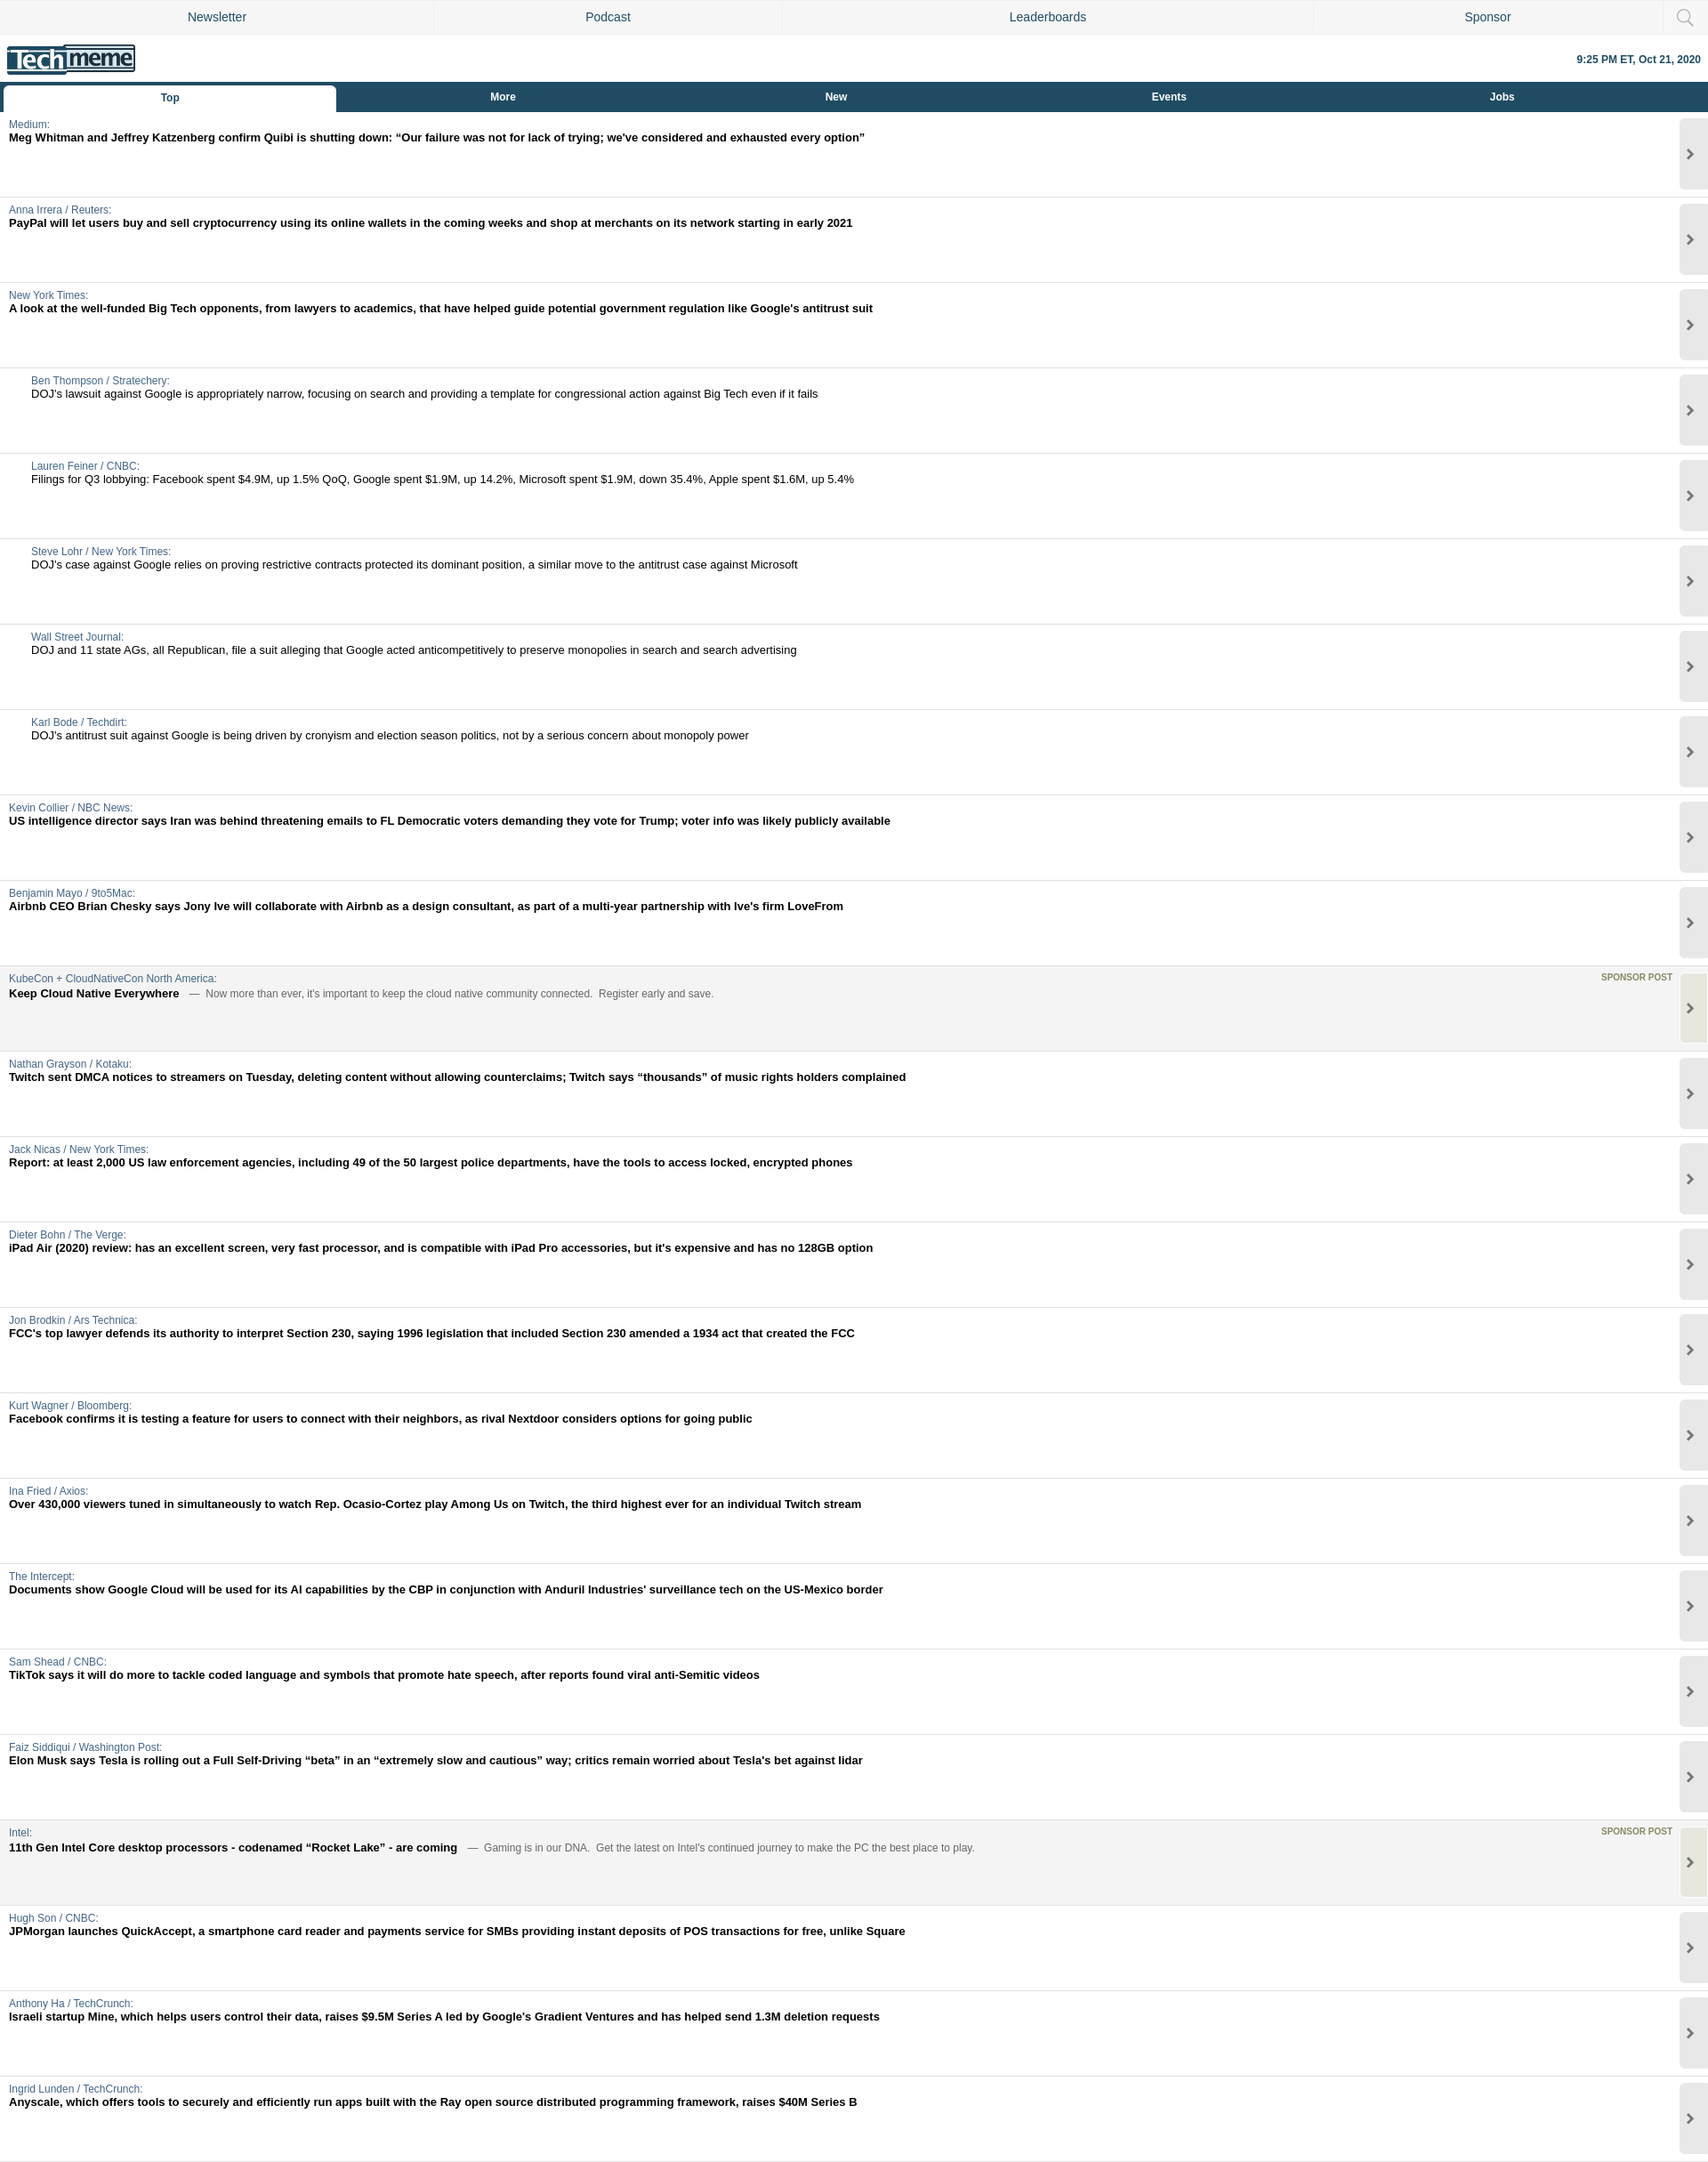 Newsletter Podcast Leaderboards Sponsor
Techmeme 9:25 PM ET, Oct 21, 2020
Top More New Events Jobs
Medium:
Meg Whitman and Jeffrey Katzenberg confirm Quibi is shutting down: “Our failure was not for lack of trying; we've considered and exhausted every option”
Anna Irrera / Reuters:
PayPal will let users buy and sell cryptocurrency using its online wallets in the coming weeks and shop at merchants on its network starting in early 2021
New York Times:
A look at the well-funded Big Tech opponents, from lawyers to academics, that have helped guide potential government regulation like Google's antitrust suit
Ben Thompson / Stratechery:
DOJ's lawsuit against Google is appropriately narrow, focusing on search and providing a template for congressional action against Big Tech even if it fails
Lauren Feiner / CNBC:
Filings for Q3 lobbying: Facebook spent $4.9M, up 1.5% QoQ, Google spent $1.9M, up 14.2%, Microsoft spent $1.9M, down 35.4%, Apple spent $1.6M, up 5.4%
Steve Lohr / New York Times:
DOJ's case against Google relies on proving restrictive contracts protected its dominant position, a similar move to the antitrust case against Microsoft
Wall Street Journal:
DOJ and 11 state AGs, all Republican, file a suit alleging that Google acted anticompetitively to preserve monopolies in search and search advertising
Karl Bode / Techdirt:
DOJ's antitrust suit against Google is being driven by cronyism and election season politics, not by a serious concern about monopoly power
Kevin Collier / NBC News:
US intelligence director says Iran was behind threatening emails to FL Democratic voters demanding they vote for Trump; voter info was likely publicly available
Benjamin Mayo / 9to5Mac:
Airbnb CEO Brian Chesky says Jony Ive will collaborate with Airbnb as a design consultant, as part of a multi-year partnership with Ive's firm LoveFrom
KubeCon + CloudNativeCon North America: SPONSOR POST
Keep Cloud Native Everywhere — Now more than ever, it's important to keep the cloud native community connected. Register early and save.
Nathan Grayson / Kotaku:
Twitch sent DMCA notices to streamers on Tuesday, deleting content without allowing counterclaims; Twitch says “thousands” of music rights holders complained
Jack Nicas / New York Times:
Report: at least 2,000 US law enforcement agencies, including 49 of the 50 largest police departments, have the tools to access locked, encrypted phones
Dieter Bohn / The Verge:
iPad Air (2020) review: has an excellent screen, very fast processor, and is compatible with iPad Pro accessories, but it's expensive and has no 128GB option
Jon Brodkin / Ars Technica:
FCC's top lawyer defends its authority to interpret Section 230, saying 1996 legislation that included Section 230 amended a 1934 act that created the FCC
Kurt Wagner / Bloomberg:
Facebook confirms it is testing a feature for users to connect with their neighbors, as rival Nextdoor considers options for going public
Ina Fried / Axios:
Over 430,000 viewers tuned in simultaneously to watch Rep. Ocasio-Cortez play Among Us on Twitch, the third highest ever for an individual Twitch stream
The Intercept:
Documents show Google Cloud will be used for its AI capabilities by the CBP in conjunction with Anduril Industries' surveillance tech on the US-Mexico border
Sam Shead / CNBC:
TikTok says it will do more to tackle coded language and symbols that promote hate speech, after reports found viral anti-Semitic videos
Faiz Siddiqui / Washington Post:
Elon Musk says Tesla is rolling out a Full Self-Driving “beta” in an “extremely slow and cautious” way; critics remain worried about Tesla's bet against lidar
Intel: SPONSOR POST
11th Gen Intel Core desktop processors - codenamed “Rocket Lake” - are coming — Gaming is in our DNA. Get the latest on Intel's continued journey to make the PC the best place to play.
Hugh Son / CNBC:
JPMorgan launches QuickAccept, a smartphone card reader and payments service for SMBs providing instant deposits of POS transactions for free, unlike Square
Anthony Ha / TechCrunch:
Israeli startup Mine, which helps users control their data, raises $9.5M Series A led by Google's Gradient Ventures and has helped send 1.3M deletion requests
Ingrid Lunden / TechCrunch:
Anyscale, which offers tools to securely and efficiently run apps built with the Ray open source distributed programming framework, raises $40M Series B